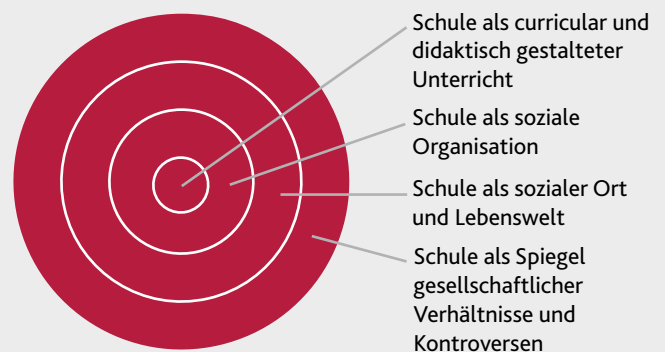 Schule als curricular und
didaktisch gestalteter
Unterricht
Schule als soziale
Organisation
Schule als sozialer Ort
und Lebenswelt
Schule als Spiegel
gesellschaftlicher
Verhältnisse und
Kontroversen